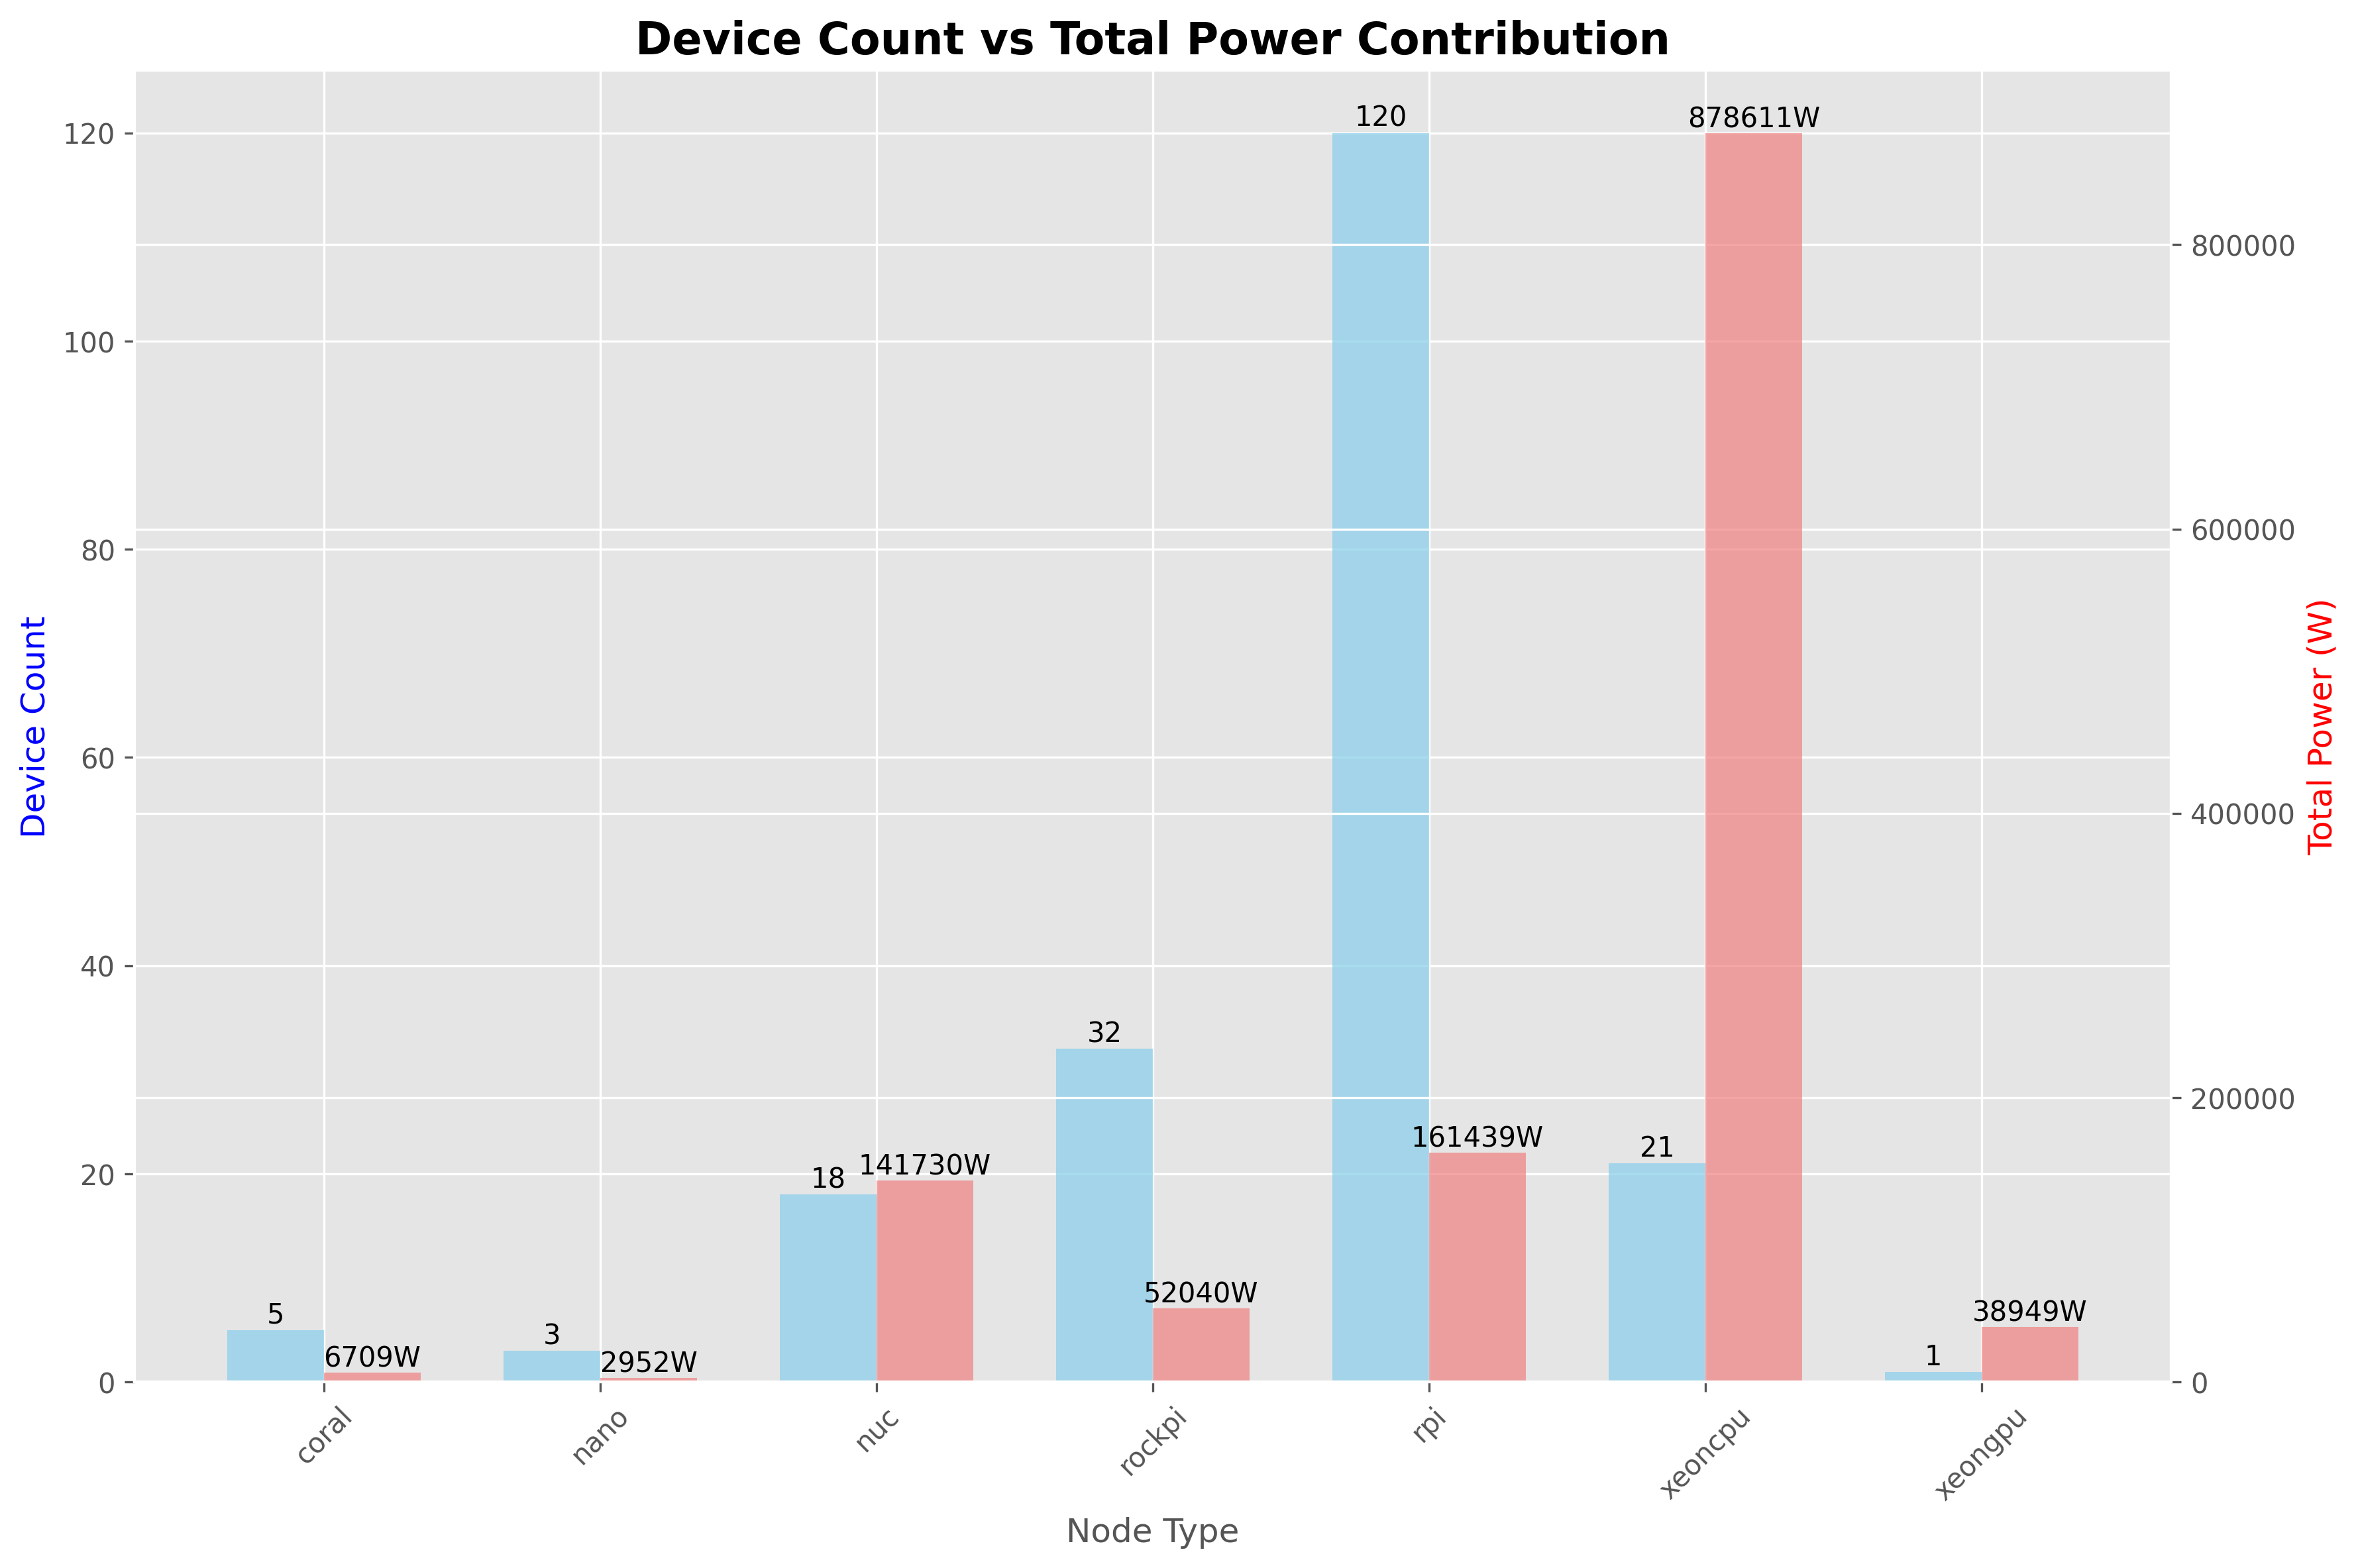 Device Count vs Total Power Contribution
120
100
80
60
40
20
0
Device Count
800000
600000
400000
200000
0
Total Power (W)
5
6709W
3
2952W
18
141730W
32
52040W
120
161439W
21
878611W
1
38949W
coral
nano
nuc
rockpi
rpi
xeoncpu
xeongpu
Node Type